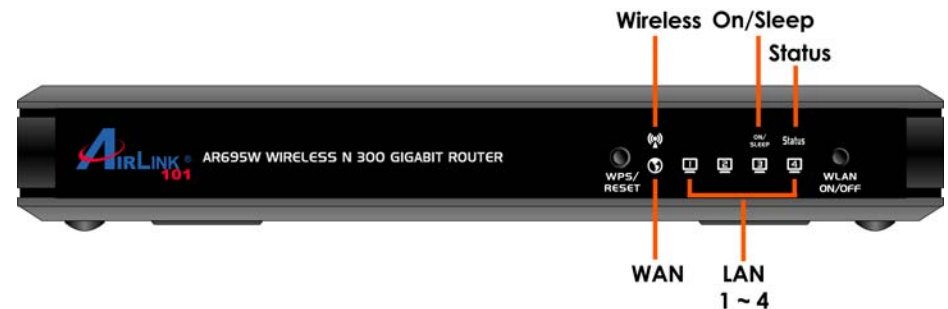 Wireless On/Sleep
Status
AIRLINK®
101
AR695W WIRELESS N 300 GIGABIT ROUTER
WPS/
RESET
ON/
SLEEP
Status
1 2 3 4
WLAN
ON/OFF
WAN
LAN
1 ~ 4